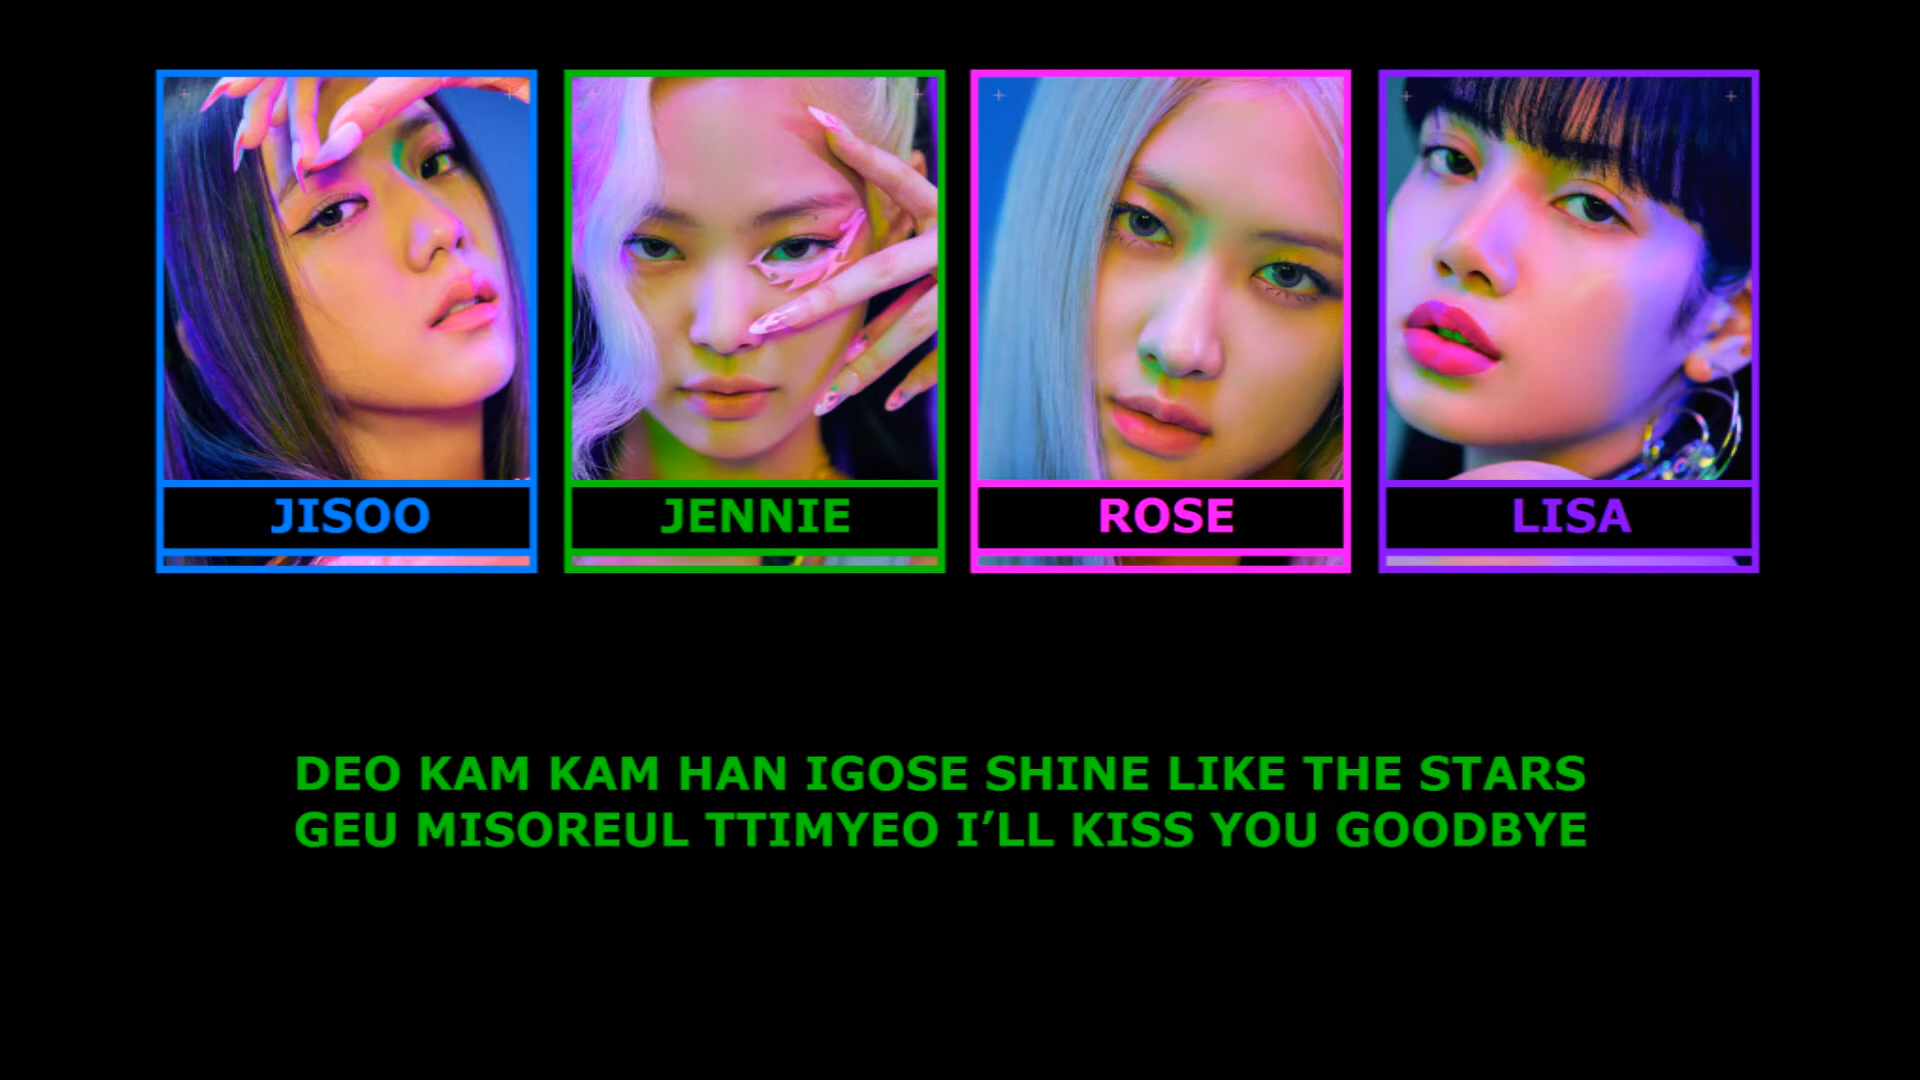 JISOO
JENNIE
ROSE
LISA
DEO KAM KAM HAN IGOSE SHINE LIKE THE STARS
GEU MISOREUL TTIMYEO I’LL KISS YOU GOODBYE